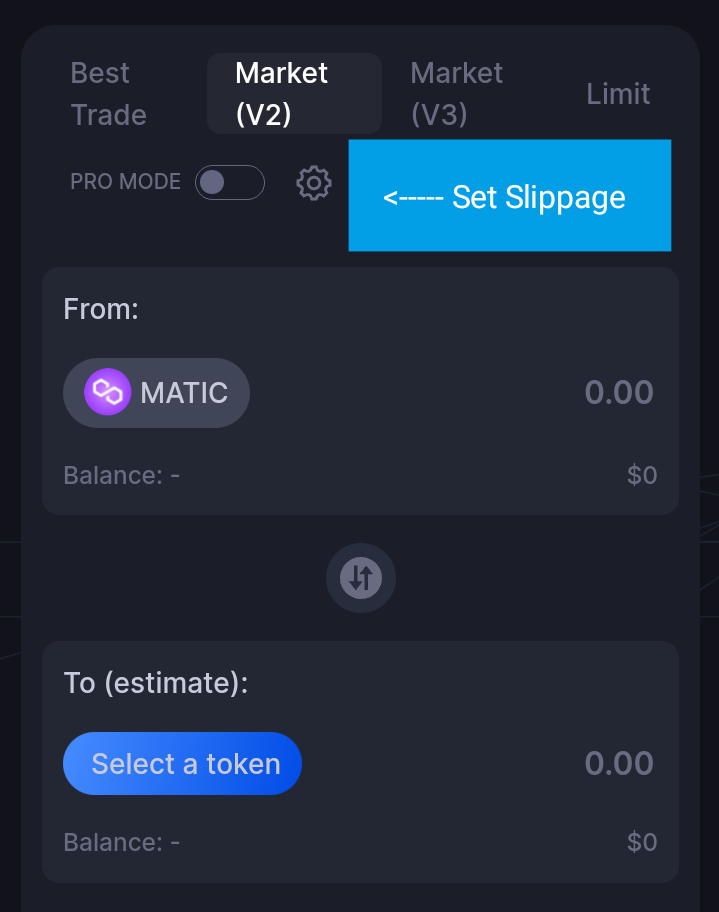 Best Trade
Market (V2)
Market (V3)
Limit
PRO MODE
<----- Set Slippage
From:
MATIC
0.00
Balance: -
$0
To (estimate):
Select a token
0.00
Balance: -
$0